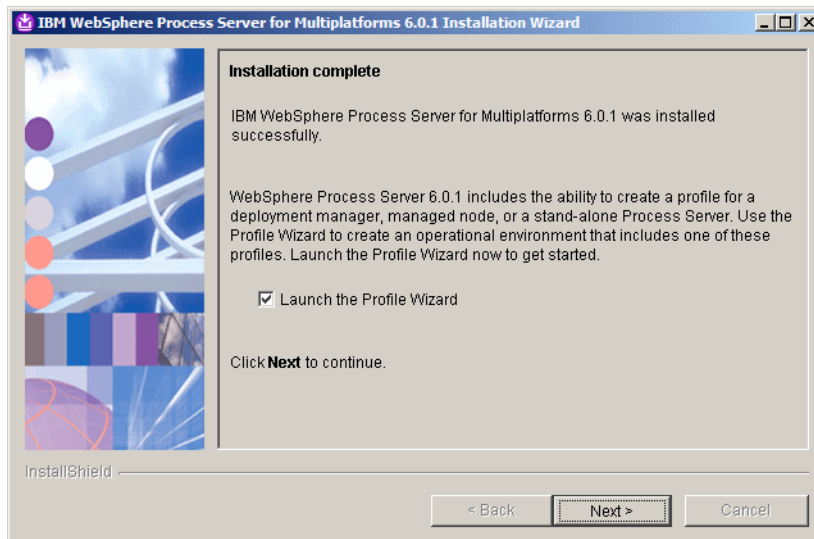 IBM WebSphere Process Server for Multiplatforms 6.0.1 Installation Wizard
Installation complete
IBM WebSphere Process Server for Multiplatforms 6.0.1 was installed
successfully.
WebSphere Process Server 6.0.1 includes the ability to create a profile for a
deployment manager, managed node, or a stand-alone Process Server. Use the
Profile Wizard to create an operational environment that includes one of these
profiles. Launch the Profile Wizard now to get started.
Launch the Profile Wizard
Click Next to continue.
InstallShield
< Back Next > Cancel